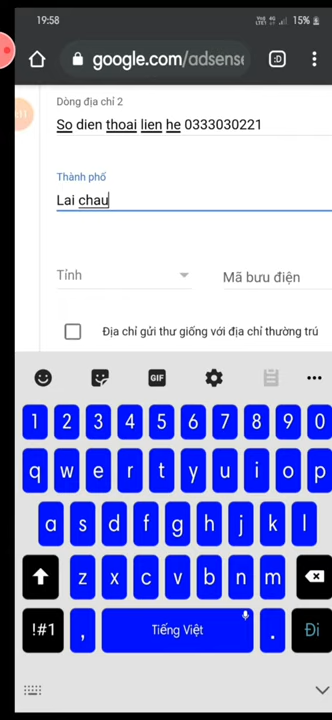 19:58
15%
google.com/adsense
:D
Dòng địa chỉ 2
So dien thoai lien he 0333030221
Thành phố
Lai chau
Tỉnh
Mã bưu điện
Địa chỉ gửi thư giống với địa chỉ thường trú
GIF
1 2 3 4 5 6 7 8 9 0
q w e r t y u i o p
a s d f g h j k l
z x c v b n m
!#1 , Tiếng Việt . Đi